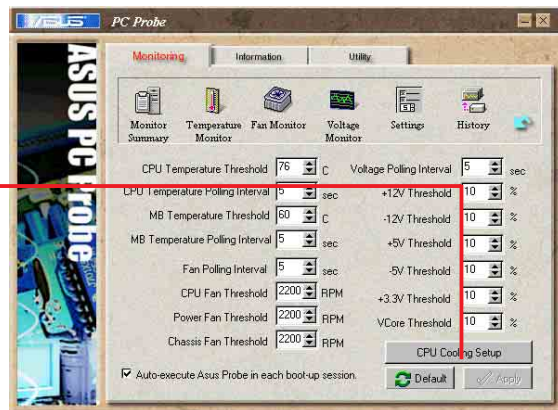 ASUS PC Probe
Monitoring Information Utility
ASUS PC Probe
Monitor Summary
Temperature Monitor
Fan Monitor
Voltage Monitor
Settings
History
CPU Temperature Threshold 76 C
CPU Temperature Polling Interval 5 sec
MB Temperature Threshold 60 C
MB Temperature Polling Interval 5 sec
Fan Polling Interval 5 sec
CPU Fan Threshold 2200 RPM
Power Fan Threshold 2200 RPM
Chassis Fan Threshold 2200 RPM
Voltage Polling Interval 5 sec
+12V Threshold 10 %
-12V Threshold 10 %
+5V Threshold 10 %
-5V Threshold 10 %
+3.3V Threshold 10 %
VCore Threshold 10 %
CPU Cooling Setup
Auto-execute Asus Probe in each boot-up session.
Default
Apply